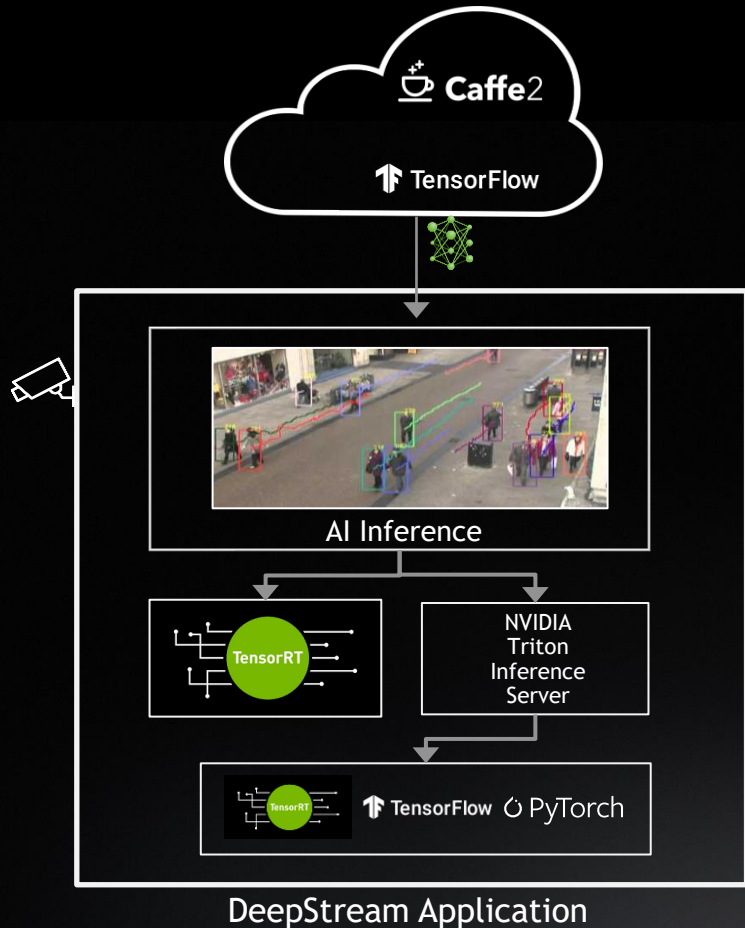 Caffe2
TensorFlow
AI Inference
TensorRT
NVIDIA
Triton
Inference
Server
TensorRT
TensorFlow
PyTorch
DeepStream Application